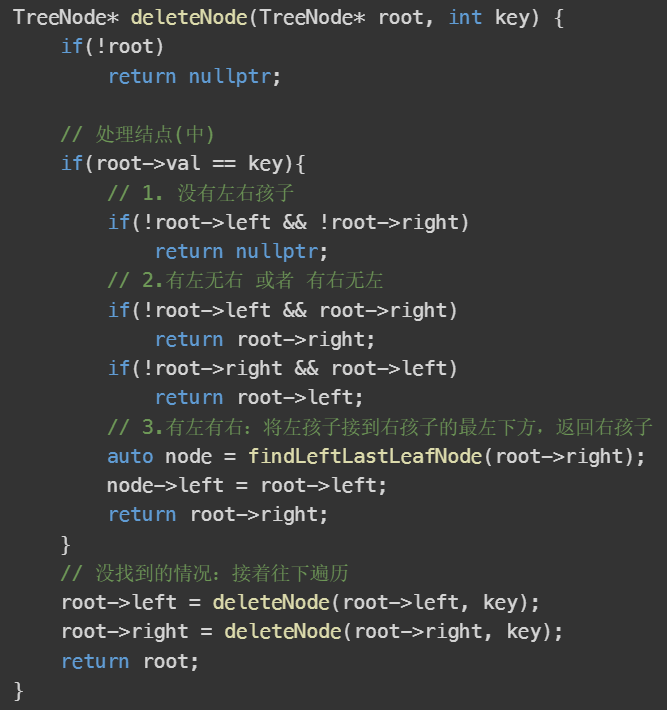 TreeNode* deleteNode(TreeNode* root, int key) {
    if(!root)
        return nullptr;

    // 处理结点(中)
    if(root->val == key){
        // 1. 没有左右孩子
        if(!root->left && !root->right)
            return nullptr;
        // 2.有左无右 或者 有右无左
        if(!root->left && root->right)
            return root->right;
        if(!root->right && root->left)
            return root->left;
        // 3.有左有右：将左孩子接到右孩子的最左下方，返回右孩子
        auto node = findLeftLastLeafNode(root->right);
        node->left = root->left;
        return root->right;
    }
    // 没找到的情况：接着往下遍历
    root->left = deleteNode(root->left, key);
    root->right = deleteNode(root->right, key);
    return root;
}